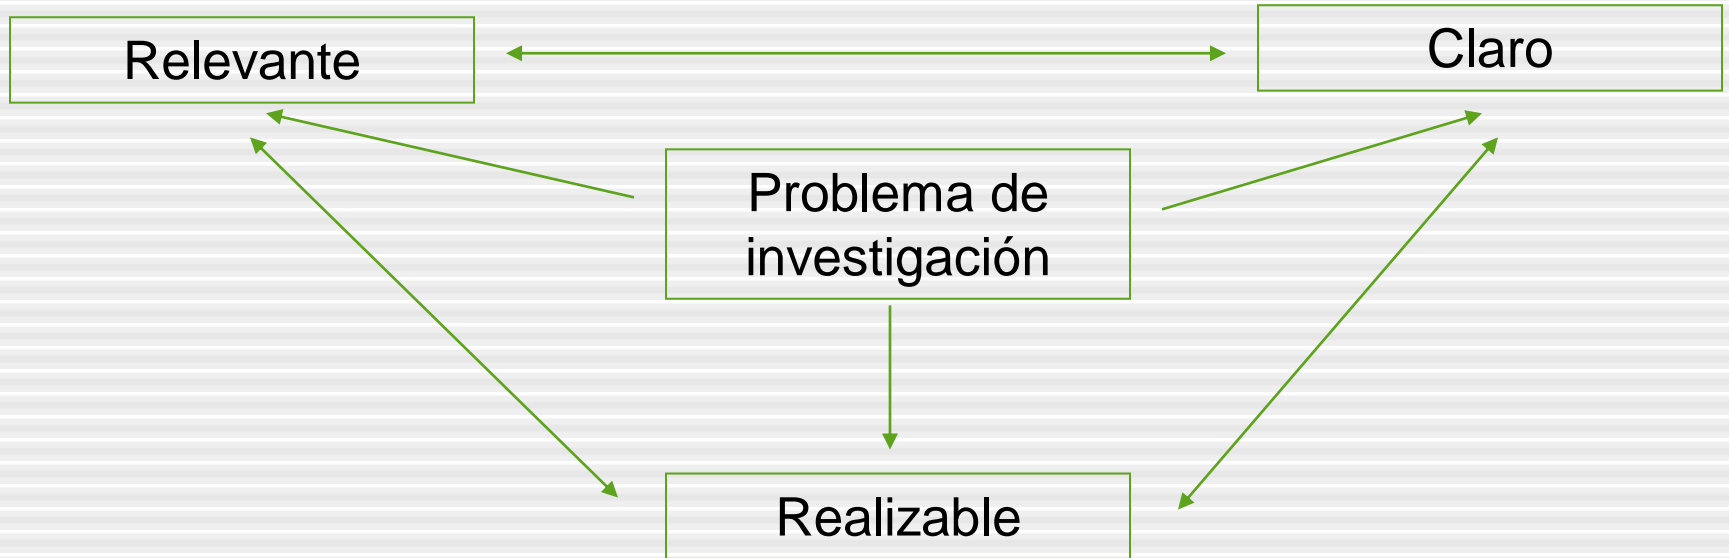 Relevante
Claro
Problema de
investigación
Realizable